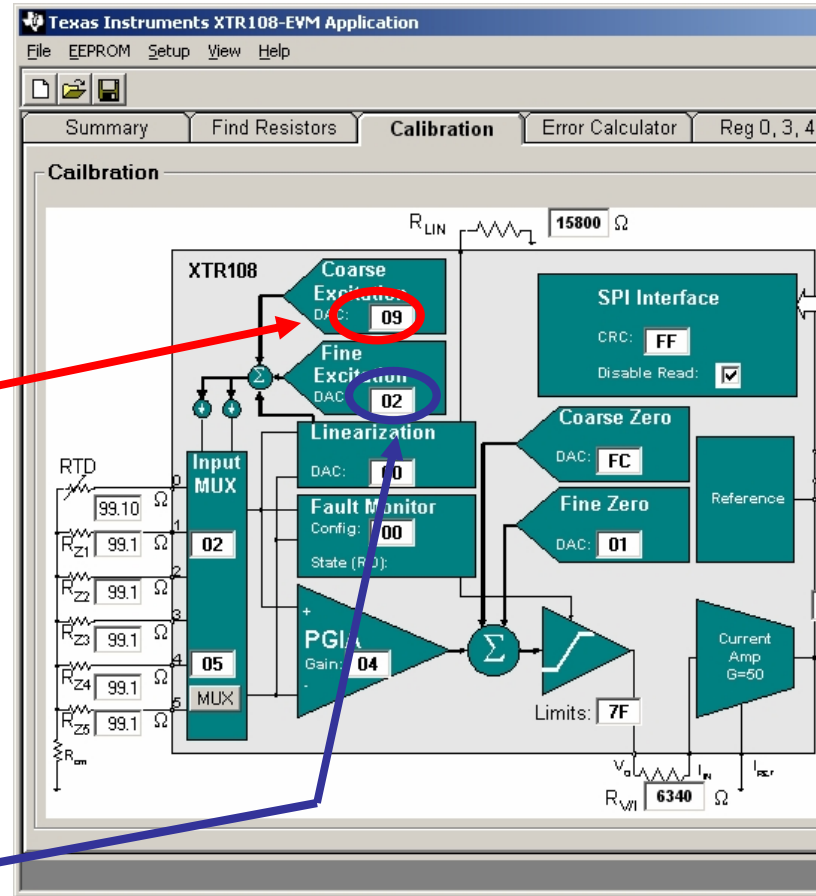 Texas Instruments XTR108-EVM Application
File EEPROM Setup View Help
Summary Find Resistors Calibration Error Calculator Reg 0, 3, 4
Cailbration
RLIN 15800 Ω
XTR108
Coarse
Excitation
DAC: 09
SPI Interface
CRC: FF
Disable Read:
Fine
Excitation
DAC 02
Σ
Linearization
DAC: 00
Coarse Zero
DAC: FC
RTD
Input
MUX
Fault Monitor
Config: 00
State (R/O):
Fine Zero
DAC: 01
Reference
0
99.10 Ω
1
RZ1 99.1 Ω
02
2
RZ2 99.1 Ω
3
RZ3 99.1 Ω
4
RZ4 99.1 Ω
05
5
RZ5 99.1 Ω
MUX
+
PGIA
Gain: 04
-
Σ
Current
Amp
G=50
Limits: 7F
Rcm
Vo IIN IRET
RV/I 6340 Ω